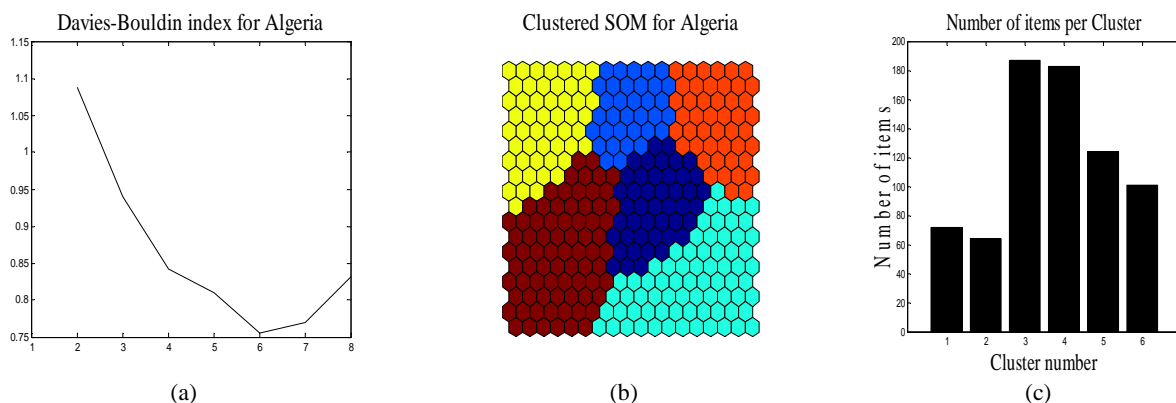 Davies-Bouldin index for Algeria
1.15
1.1
1.05
1
0.95
0.9
0.85
0.8
0.75
1 2 3 4 5 6 7 8
(a)
Clustered SOM for Algeria
(b)
Number of items per Cluster
200
180
160
140
120
100
80
60
40
20
0
Number of items
1 2 3 4 5 6
Cluster number
(c)